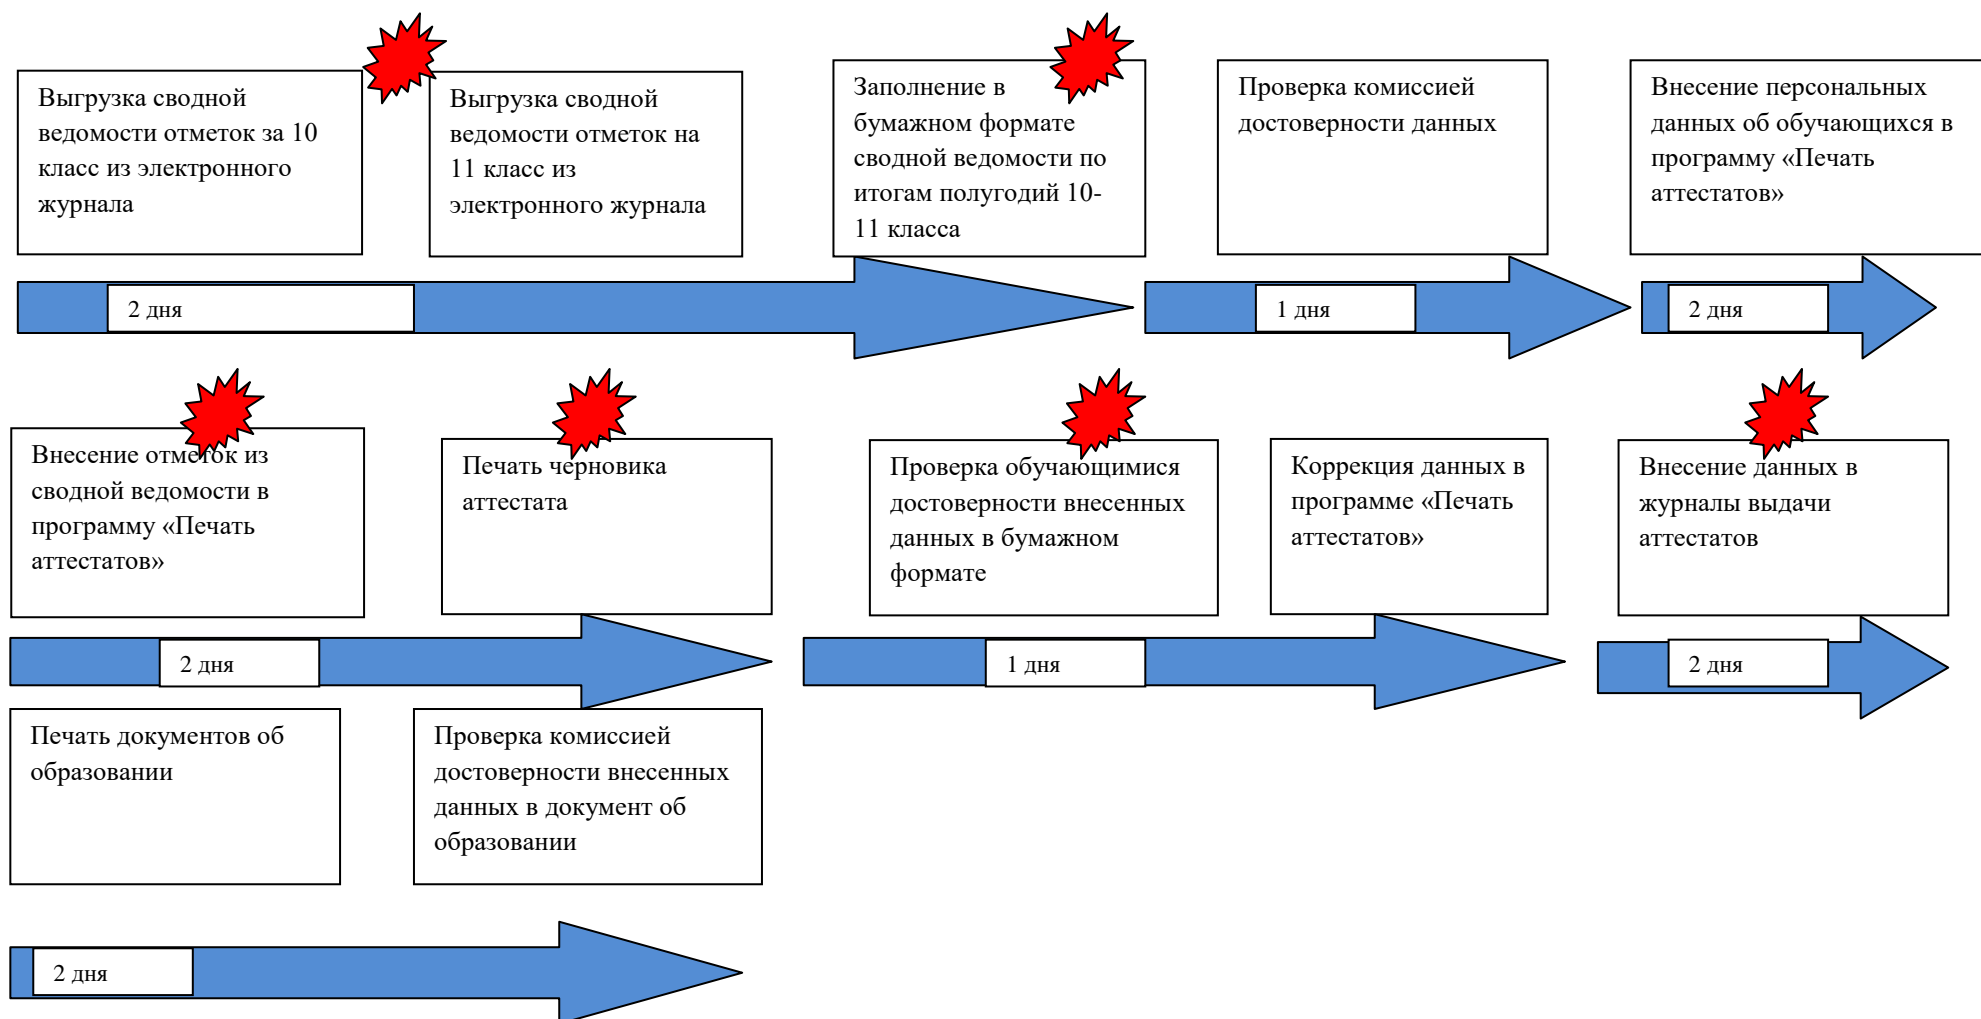 Выгрузка сводной
ведомости отметок за 10
класс из электронного
журнала
Выгрузка сводной
ведомости отметок на
11 класс из
электронного журнала
Заполнение в
бумажном формате
сводной ведомости по
итогам полугодий 10-
11 класса
Проверка комиссией
достоверности данных
Внесение персональных
данных об обучающихся в
программу «Печать
аттестатов»
2 дня
1 дня
2 дня
Внесение отметок из
сводной ведомости в
программу «Печать
аттестатов»
Печать черновика
аттестата
Проверка обучающимися
достоверности внесенных
данных в бумажном
формате
Коррекция данных в
программе «Печать
аттестатов»
Внесение данных в
журналы выдачи
аттестатов
2 дня
1 дня
2 дня
Печать документов об
образовании
Проверка комиссией
достоверности внесенных
данных в документ об
образовании
2 дня